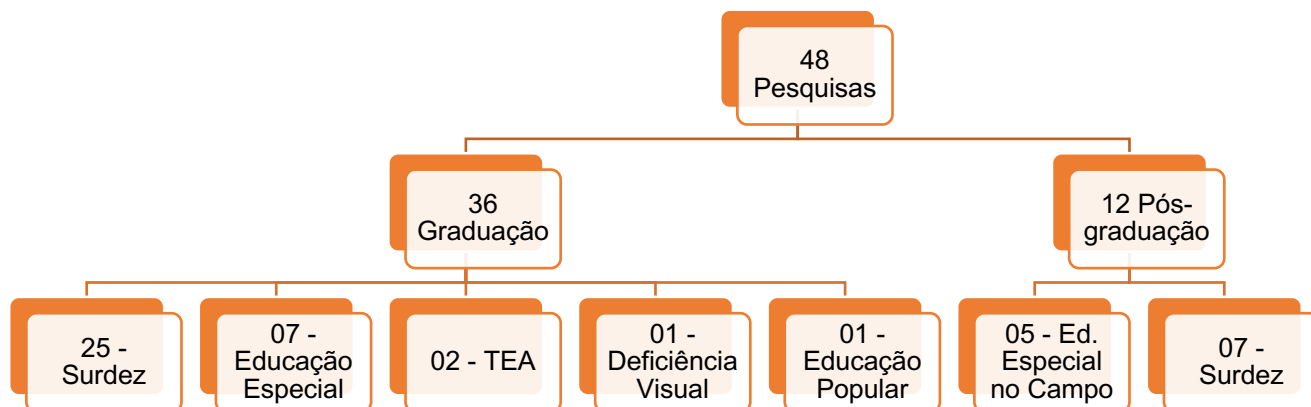 48
Pesquisas
36
Graduação
12 Pós-
graduação
25 -
Surdez
07 -
Educação
Especial
02 - TEA
01 -
Deficiência
Visual
01 -
Educação
Popular
05 - Ed.
Especial
no Campo
07 -
Surdez